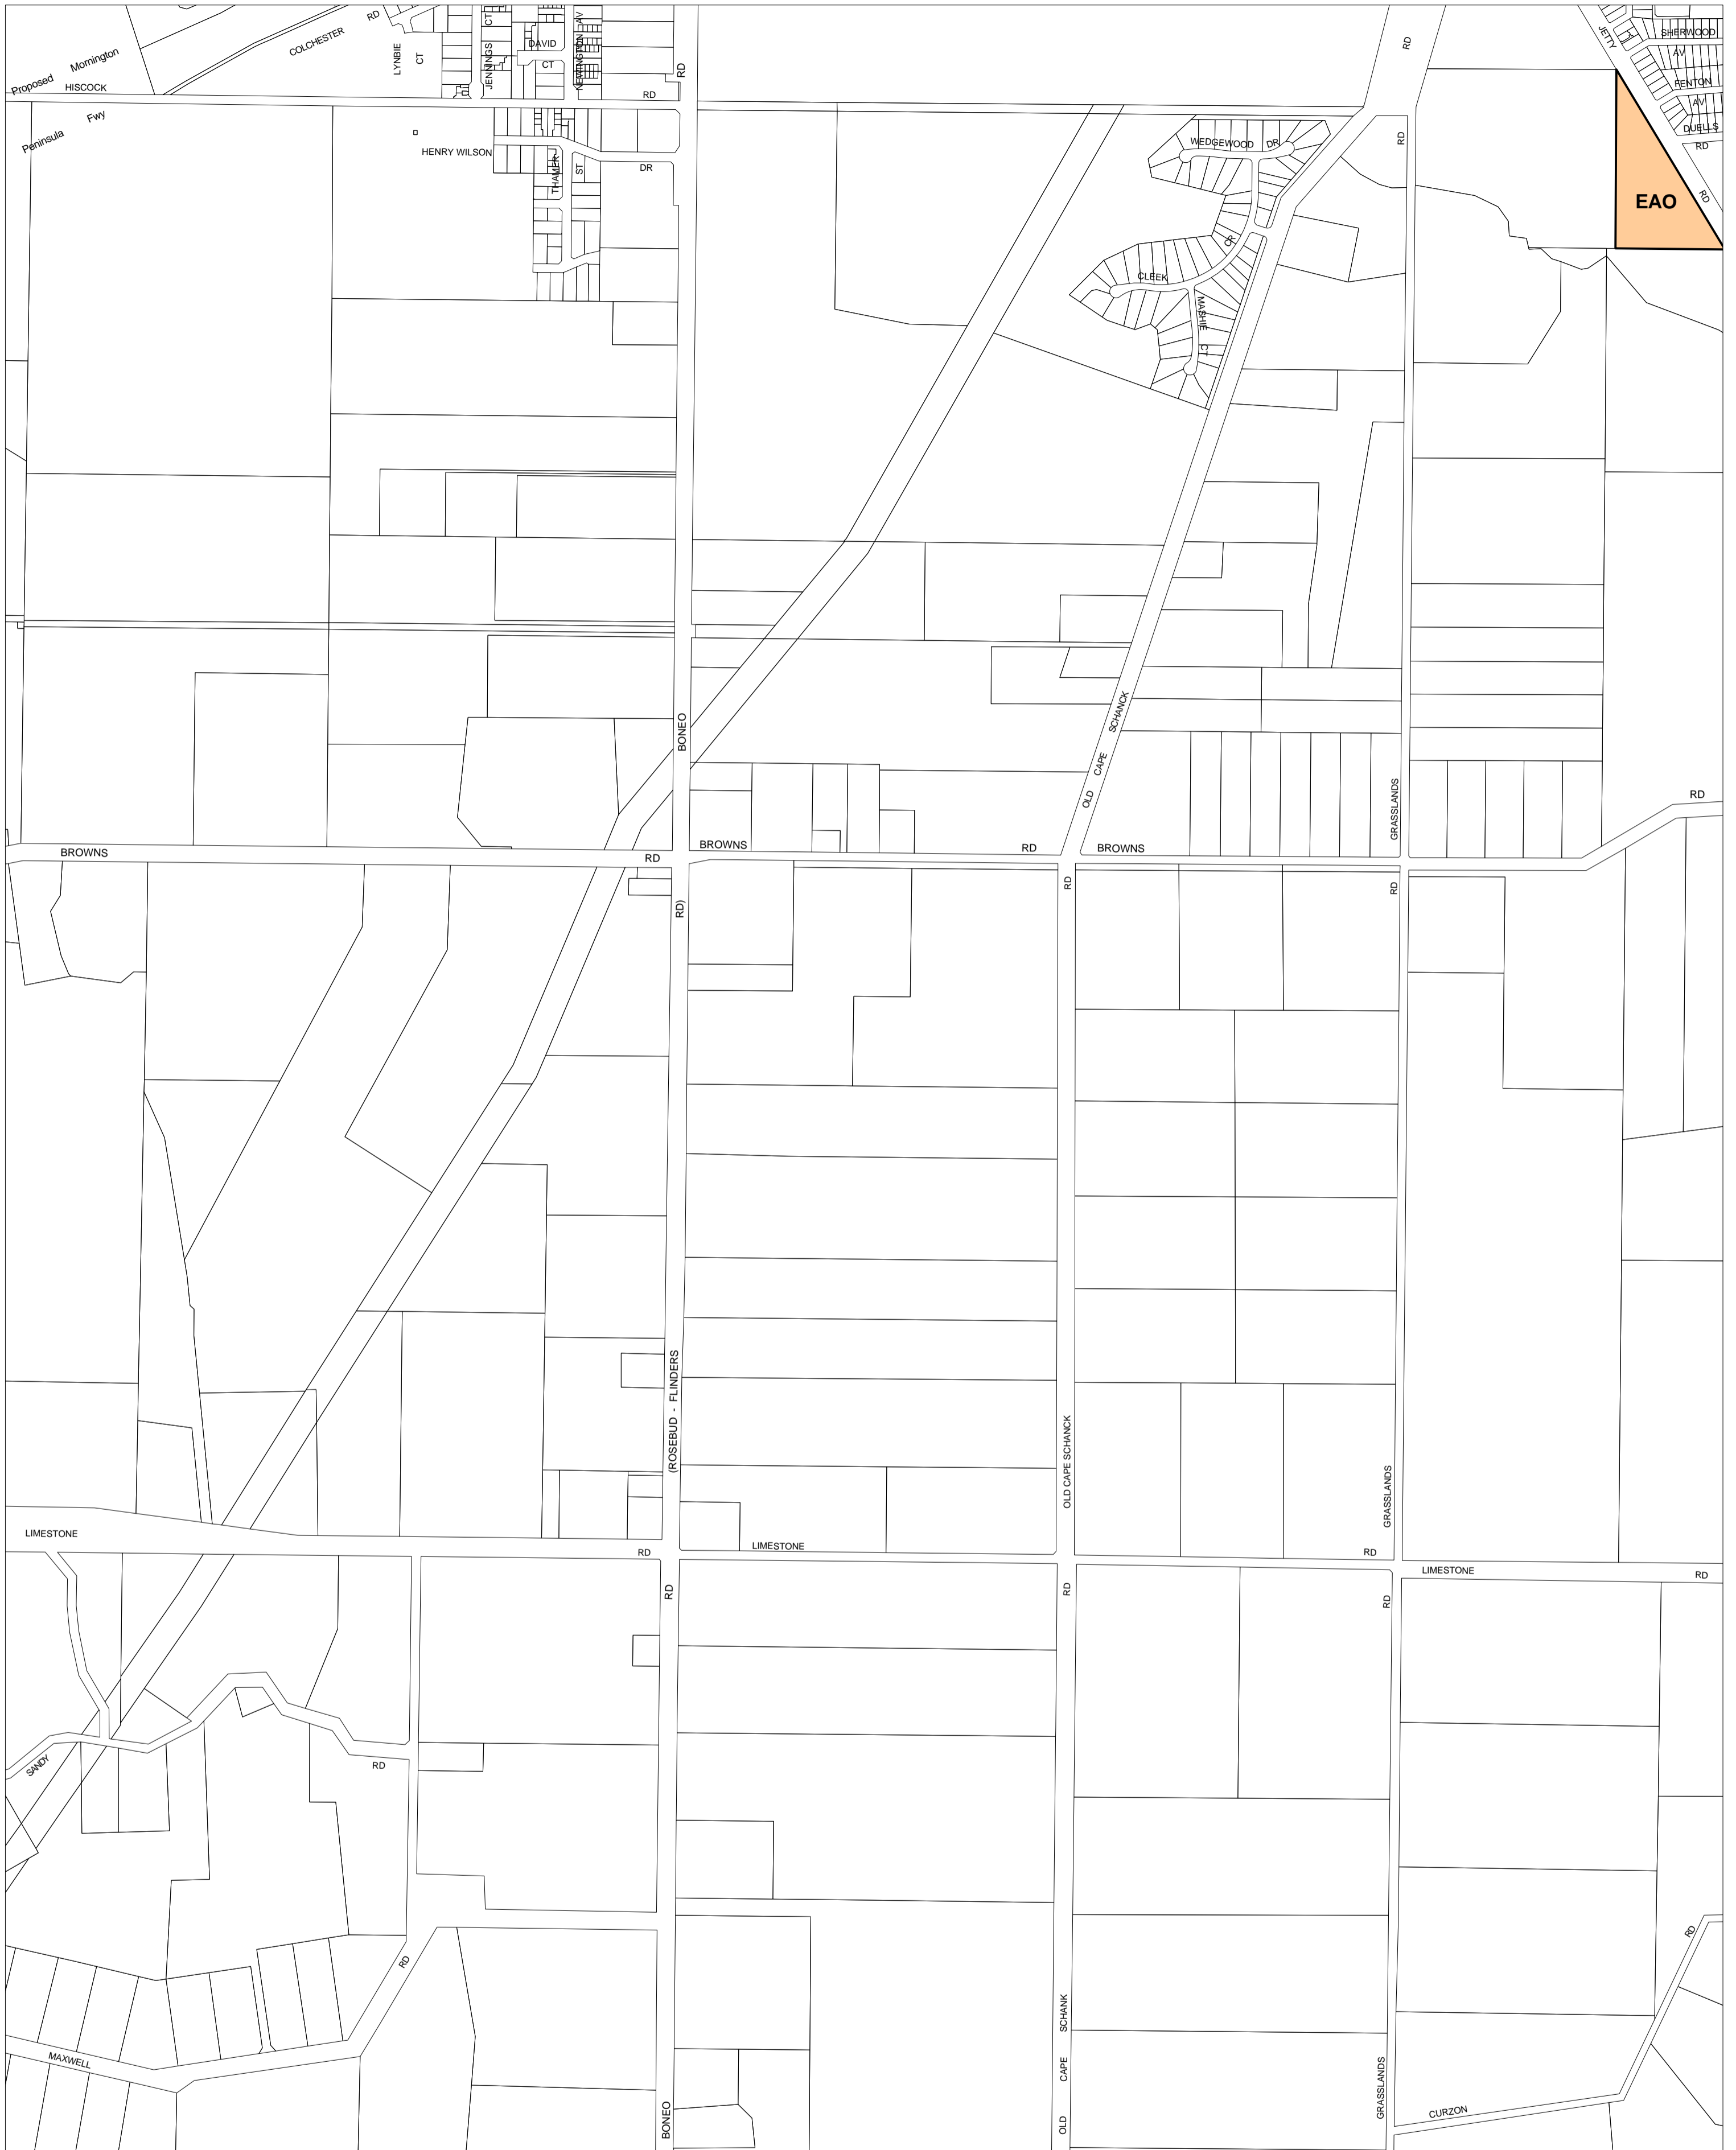 Proposed Mornington
Peninsula Fwy
COLCHESTER RD
HISCOCK RD
LYNBIE CT
JENNINGS CT
DAVID CT
NEWINGTON AV
RD
HENRY WILSON DR
THAMER ST
RD
WEDGEWOOD DR
CLEEK CR
MASHIE CT
RD
JETTY RD
SHERWOOD AV
FENTON AV
DUELLS RD
EAO
BONEO
OLD CAPE SCHANCK
GRASSLANDS
RD
BROWNS RD
BROWNS RD
BROWNS
RD)
RD
RD
(ROSEBUD - FLINDERS
OLD CAPE SCHANCK
GRASSLANDS
LIMESTONE RD
LIMESTONE RD
LIMESTONE RD
RD
RD
RD
SANDY RD
RD
MAXWELL
BONEO
OLD CAPE SCHANK
GRASSLANDS
CURZON RD